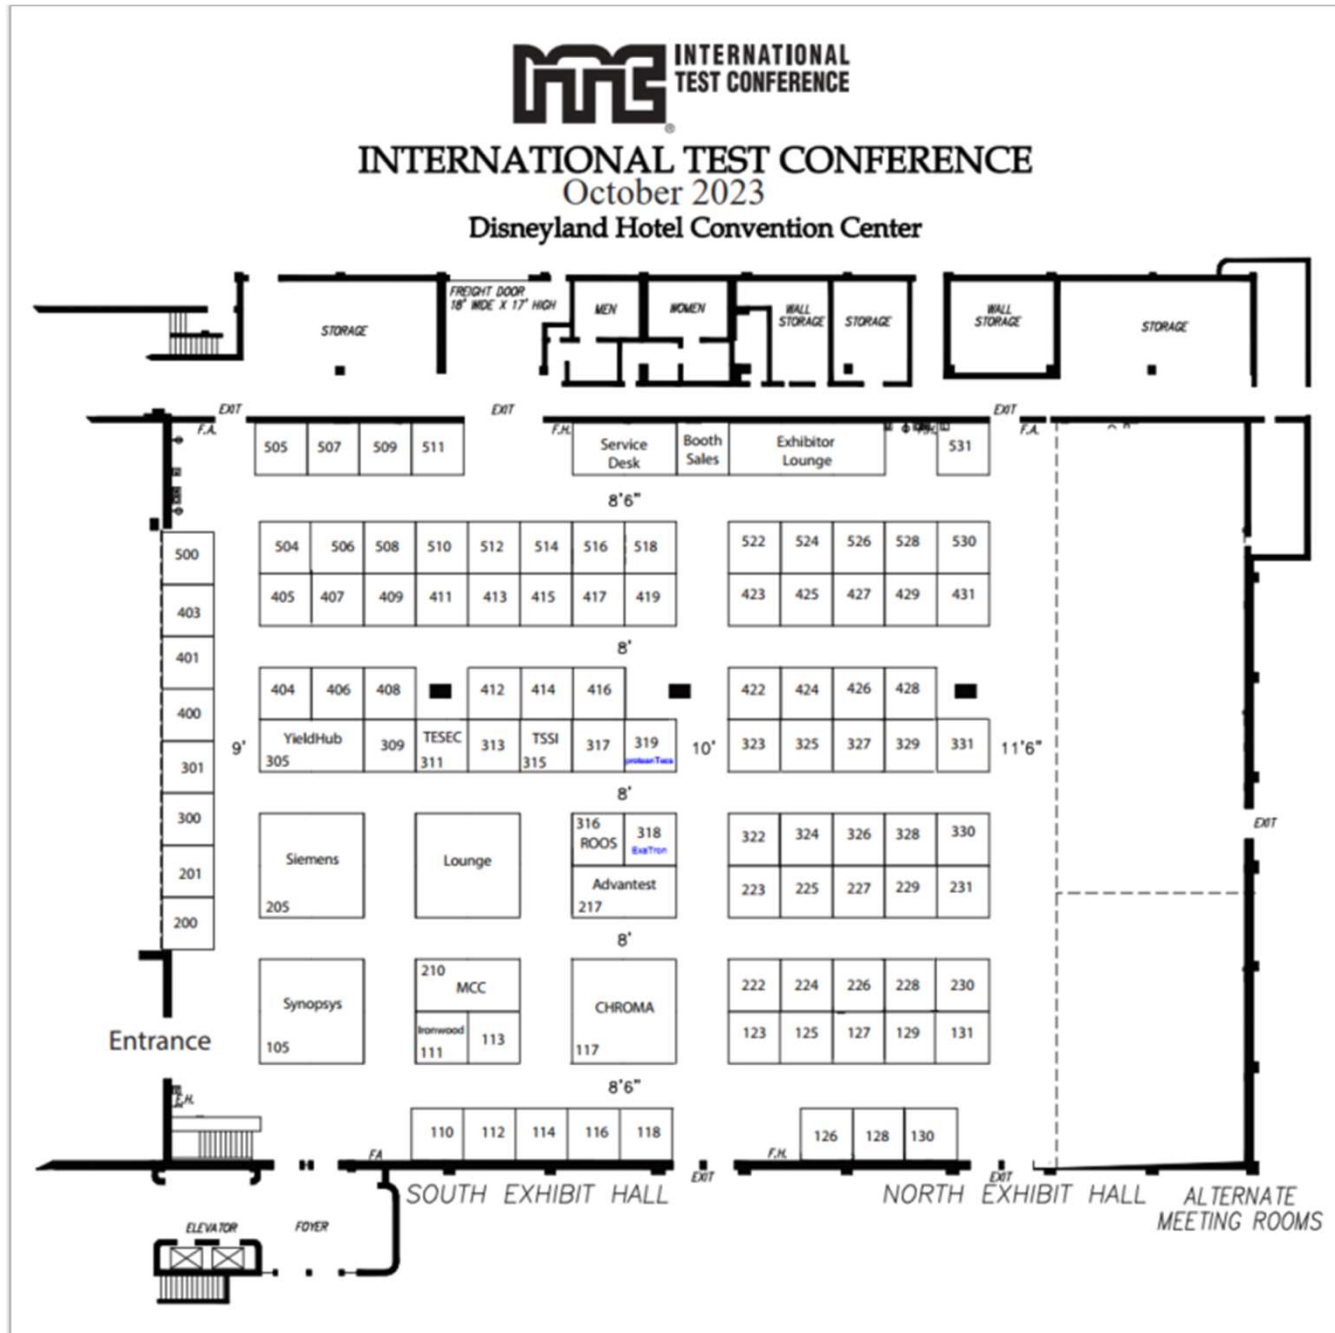 INTERNATIONAL
TEST CONFERENCE
®
INTERNATIONAL TEST CONFERENCE
October 2023
Disneyland Hotel Convention Center
FREIGHT DOOR
18' WIDE X 17' HIGH
STORAGE
MEN
WOMEN
WALL
STORAGE
STORAGE
WALL
STORAGE
STORAGE
EXIT
EXIT
EXIT
F.A.
F.H.
F.H.
F.A.
505 507 509 511
Service
Desk
Booth
Sales
Exhibitor
Lounge
531
8'6"
504 506 508 510 512 514 516 518
522 524 526 528 530
405 407 409 411 413 415 417 419
423 425 427 429 431
500
403
401
400
301
300
201
200
8'
404 406 408 412 414 416
422 424 426 428
YieldHub
305
309
TESEC
311
313
TSSI
315
317
319
proteanTecs
323 325 327 329 331
9'
10'
11'6"
8'
Siemens
205
Lounge
316
ROOS
318
ExaTron
Advantest
217
322 324 326 328 330
223 225 227 229 231
EXIT
8'
Synopsys
105
210
MCC
Ironwood
111
113
CHROMA
117
222 224 226 228 230
123 125 127 129 131
Entrance
8'6"
F.H.
110 112 114 116 118
126 128 130
FA
F.H.
EXIT
EXIT
SOUTH EXHIBIT HALL
NORTH EXHIBIT HALL
ALTERNATE
MEETING ROOMS
ELEVATOR
FOYER